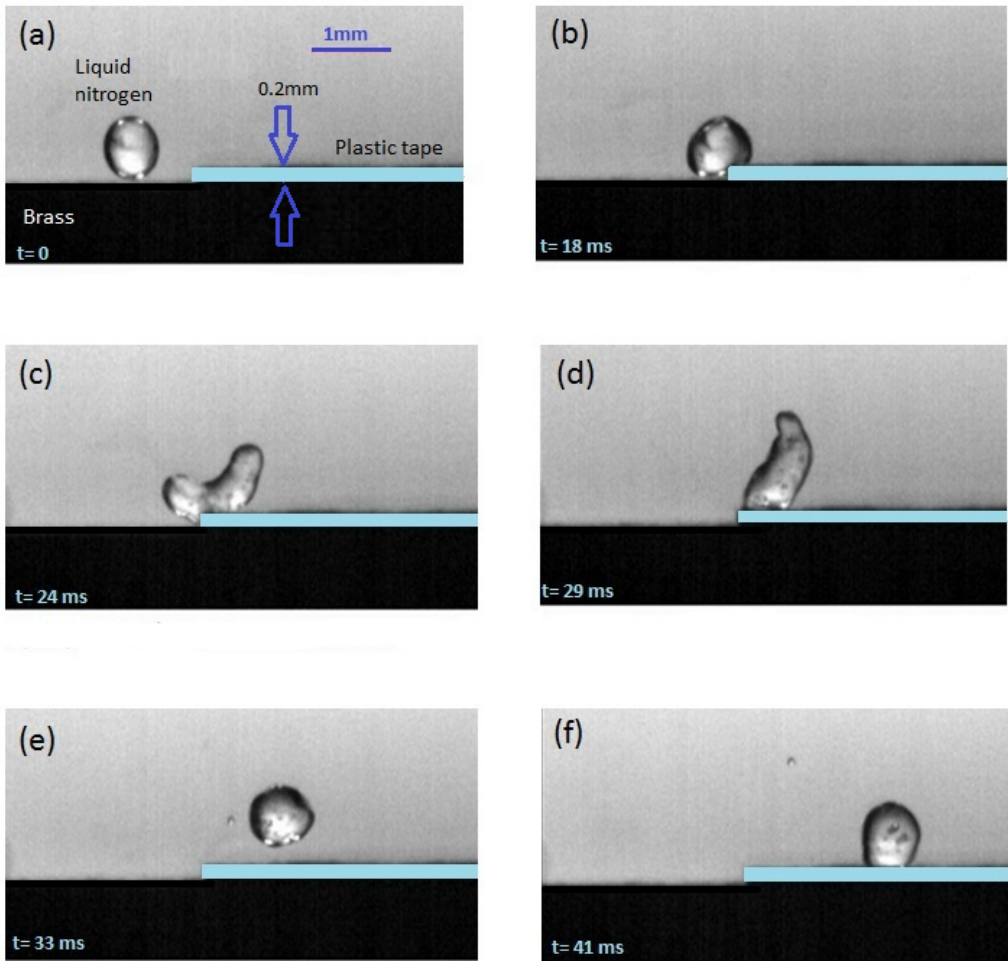 (a)
1mm
Liquid
nitrogen
0.2mm
Plastic tape
Brass
t= 0
(b)
t= 18 ms
(c)
t= 24 ms
(d)
t= 29 ms
(e)
t= 33 ms
(f)
t= 41 ms